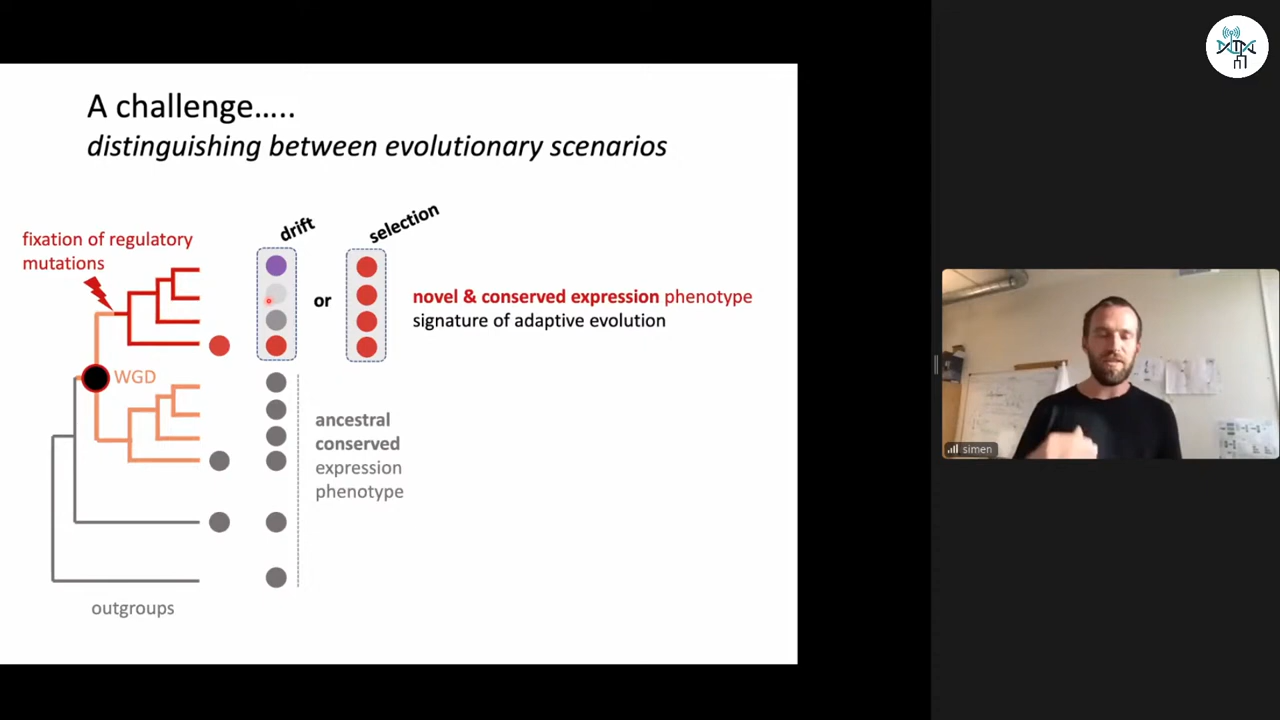 A challenge…..
distinguishing between evolutionary scenarios
fixation of regulatory
mutations
drift
selection
or
novel & conserved expression phenotype
signature of adaptive evolution
WGD
ancestral
conserved
expression
phenotype
outgroups
simen